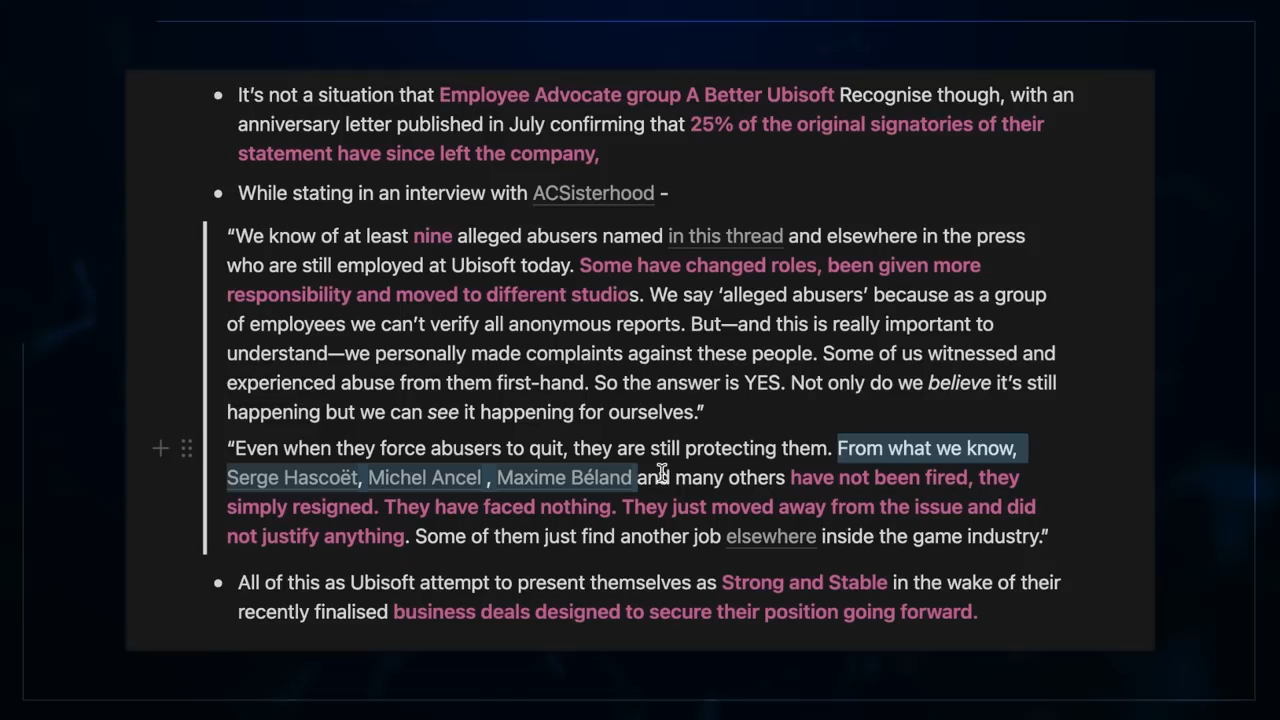 It's not a situation that Employee Advocate group A Better Ubisoft Recognise though, with an
anniversary letter published in July confirming that 25% of the original signatories of their
statement have since left the company,
While stating in an interview with ACSisterhood -
“We know of at least nine alleged abusers named in this thread and elsewhere in the press
who are still employed at Ubisoft today. Some have changed roles, been given more
responsibility and moved to different studios. We say ‘alleged abusers’ because as a group
of employees we can’t verify all anonymous reports. But—and this is really important to
understand—we personally made complaints against these people. Some of us witnessed and
experienced abuse from them first-hand. So the answer is YES. Not only do we believe it’s still
happening but we can see it happening for ourselves.”
“Even when they force abusers to quit, they are still protecting them. From what we know,
Serge Hascoët, Michel Ancel , Maxime Béland and many others have not been fired, they
simply resigned. They have faced nothing. They just moved away from the issue and did
not justify anything. Some of them just find another job elsewhere inside the game industry.”
All of this as Ubisoft attempt to present themselves as Strong and Stable in the wake of their
recently finalised business deals designed to secure their position going forward.